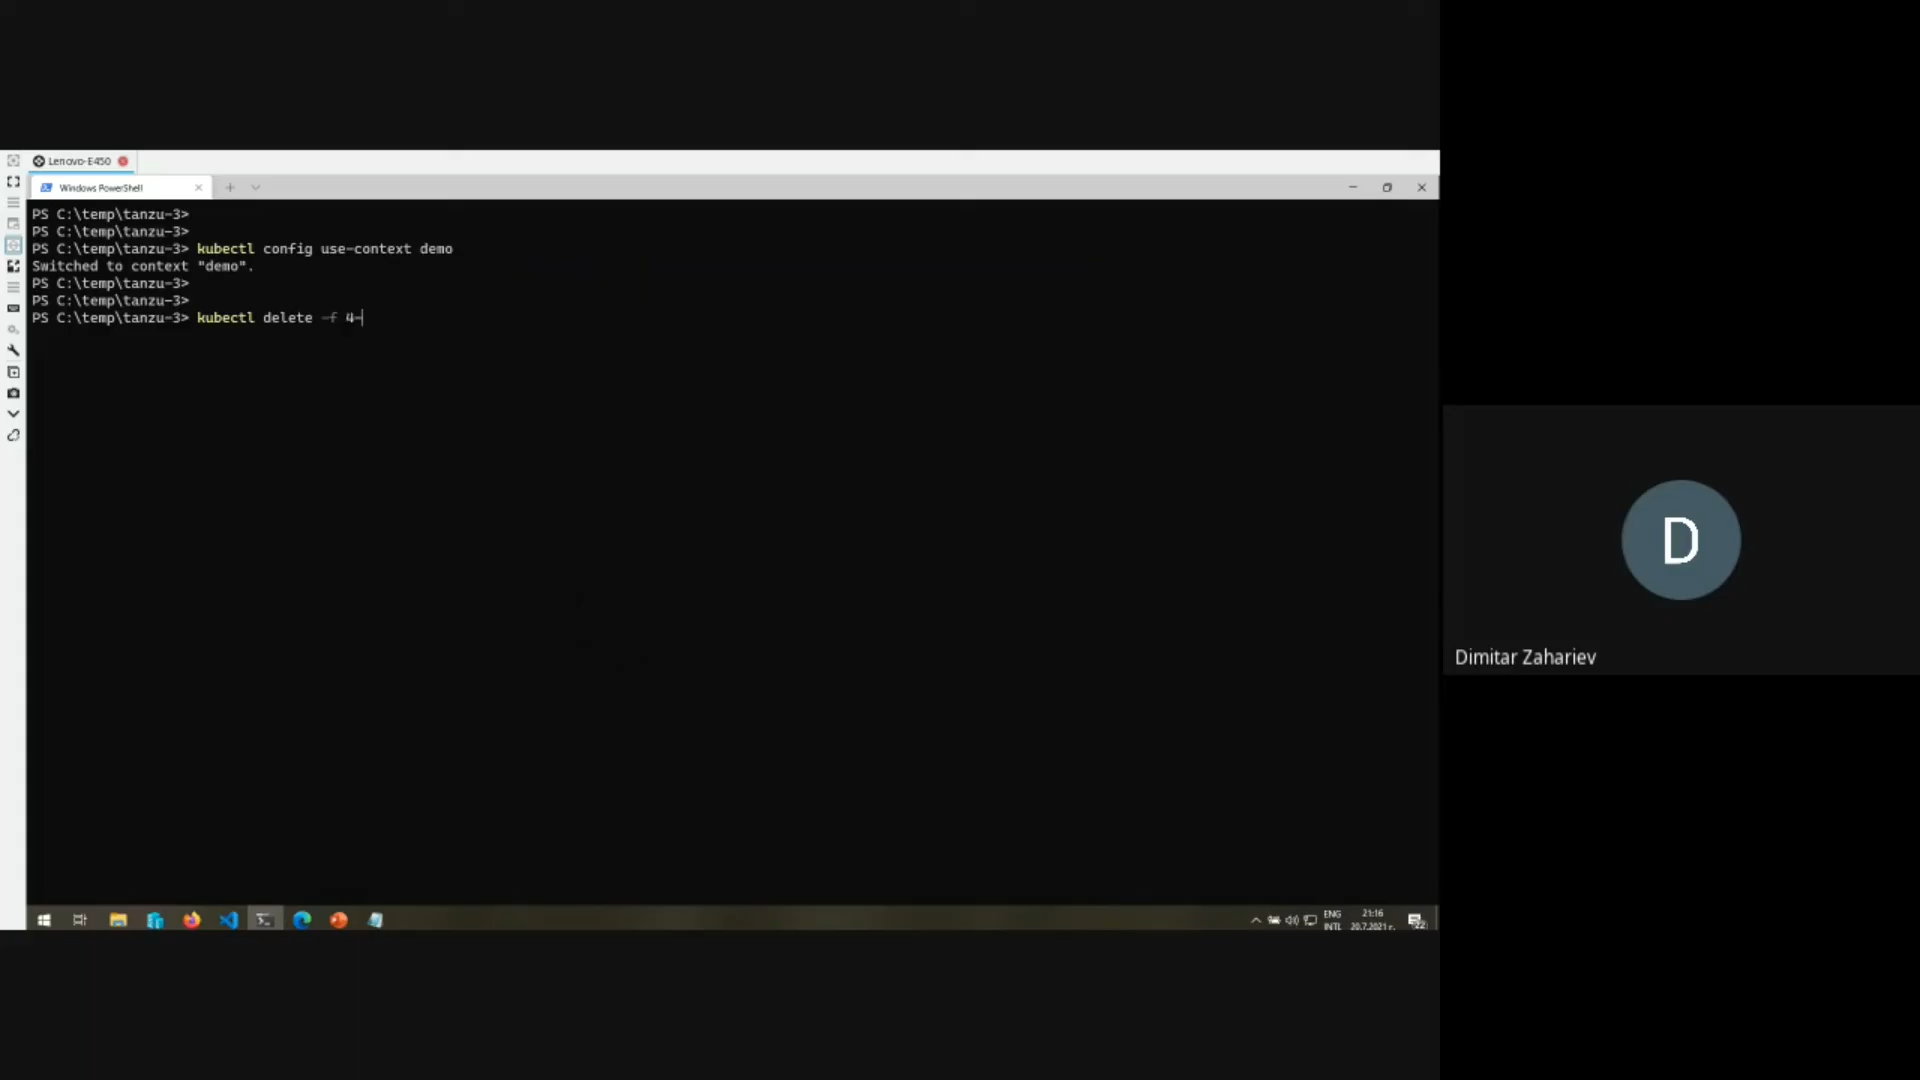 Lenovo-E450
Windows PowerShell
PS C:\temp\tanzu-3>
PS C:\temp\tanzu-3>
PS C:\temp\tanzu-3> kubectl config use-context demo
Switched to context "demo".
PS C:\temp\tanzu-3>
PS C:\temp\tanzu-3>
PS C:\temp\tanzu-3> kubectl delete -f 4-
D
Dimitar Zahariev
ENG
INTL
21:16
20.7.2021 г.
22